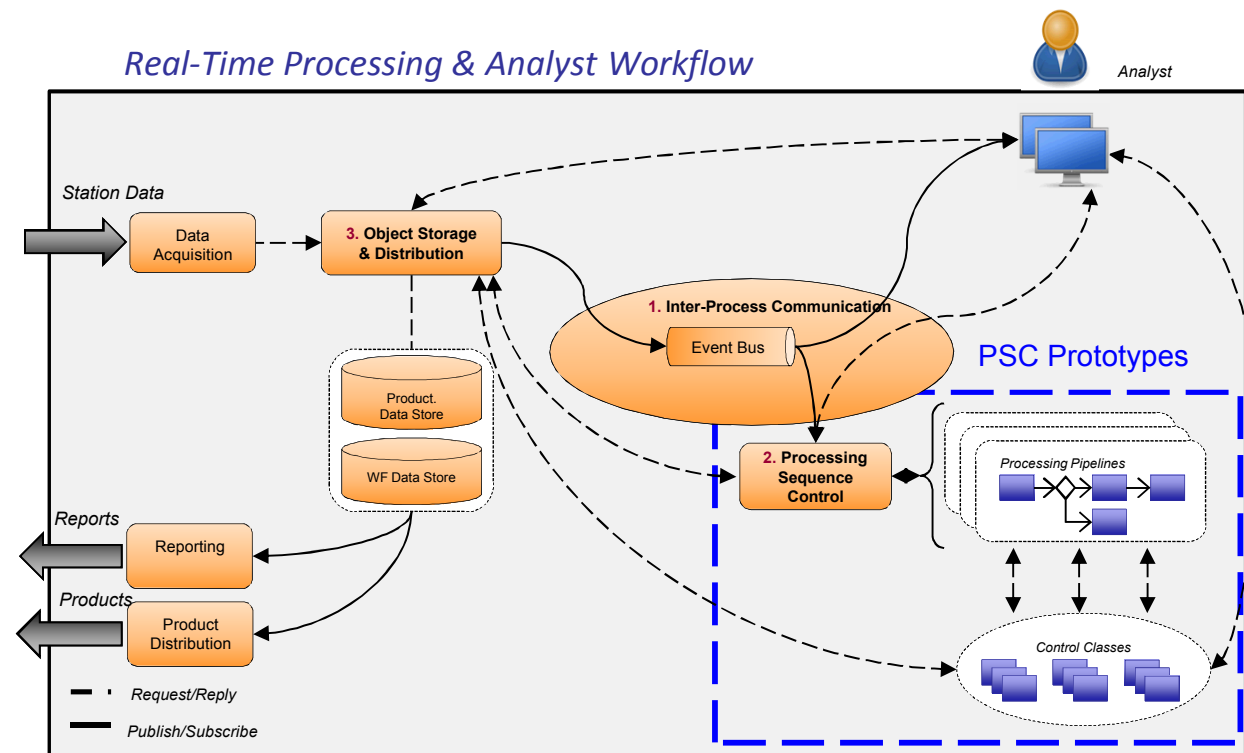 Real-Time Processing & Analyst Workflow
Analyst
Station Data
Data
Acquisition
3. Object Storage
& Distribution
1. Inter-Process Communication
Event Bus
PSC Prototypes
Product.
Data Store
WF Data Store
2. Processing
Sequence
Control
Processing Pipelines
Reports
Reporting
Products
Product
Distribution
Control Classes
Request/Reply
Publish/Subscribe